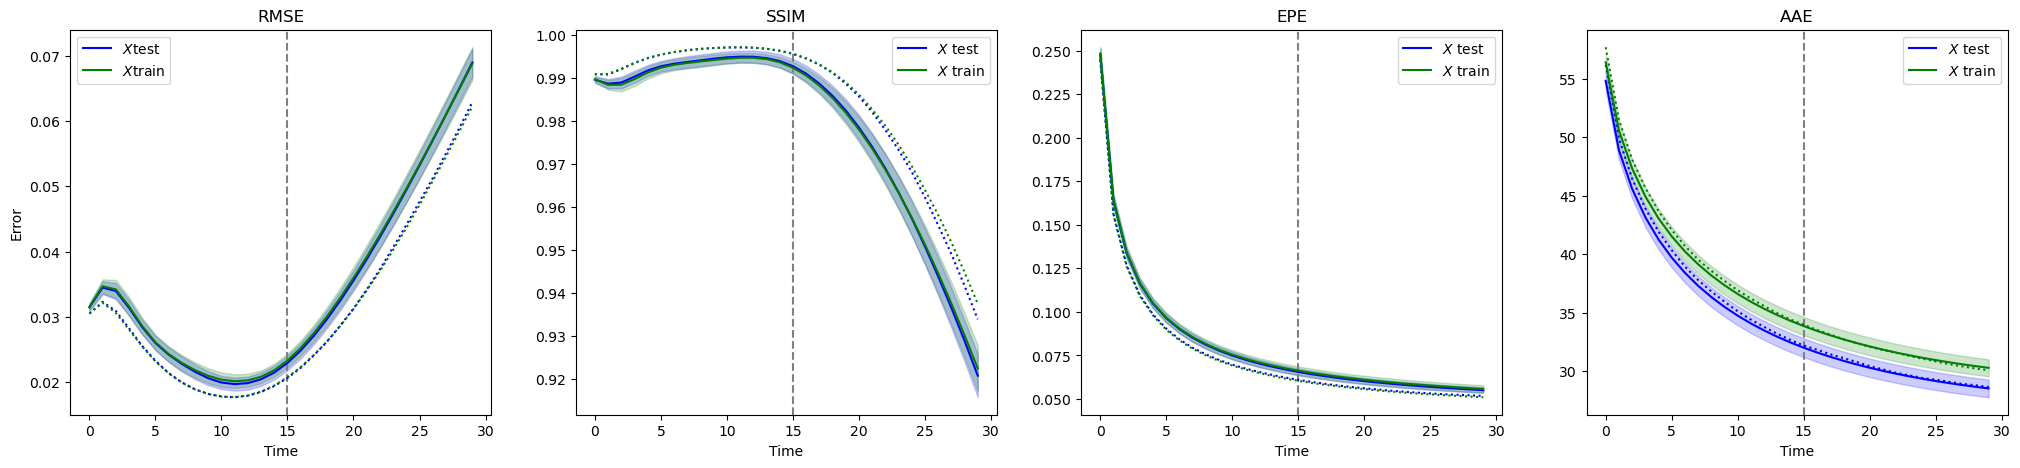 RMSE
Error
0.07
0.06
0.05
0.04
0.03
0.02
Xtest
Xtrain
0 5 10 15 20 25 30
Time
SSIM
1.00
0.99
0.98
0.97
0.96
0.95
0.94
0.93
0.92
X test
X train
0 5 10 15 20 25 30
Time
EPE
0.250
0.225
0.200
0.175
0.150
0.125
0.100
0.075
0.050
X test
X train
0 5 10 15 20 25 30
Time
AAE
55
50
45
40
35
30
X test
X train
0 5 10 15 20 25 30
Time